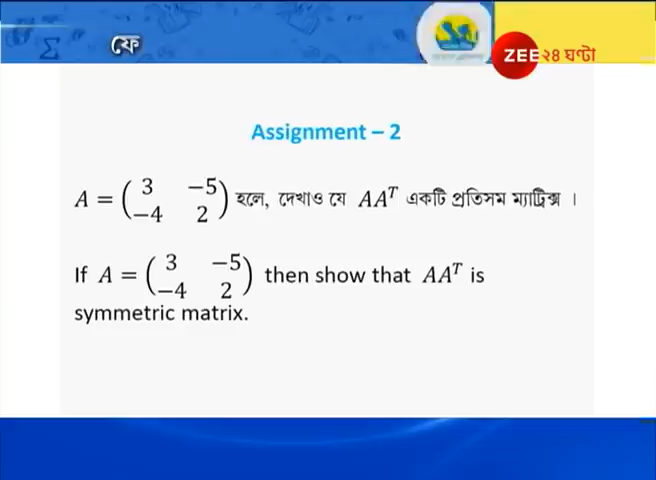 ফে
ZEE ২৪ ঘণ্টা
Assignment – 2
A = ( 3 −5 −4 2 ) হলে, দেখাও যে AAᵀ একটি প্রতিসম ম্যাট্রিক্স ।
If A = ( 3 −5 −4 2 ) then show that AAᵀ is
symmetric matrix.